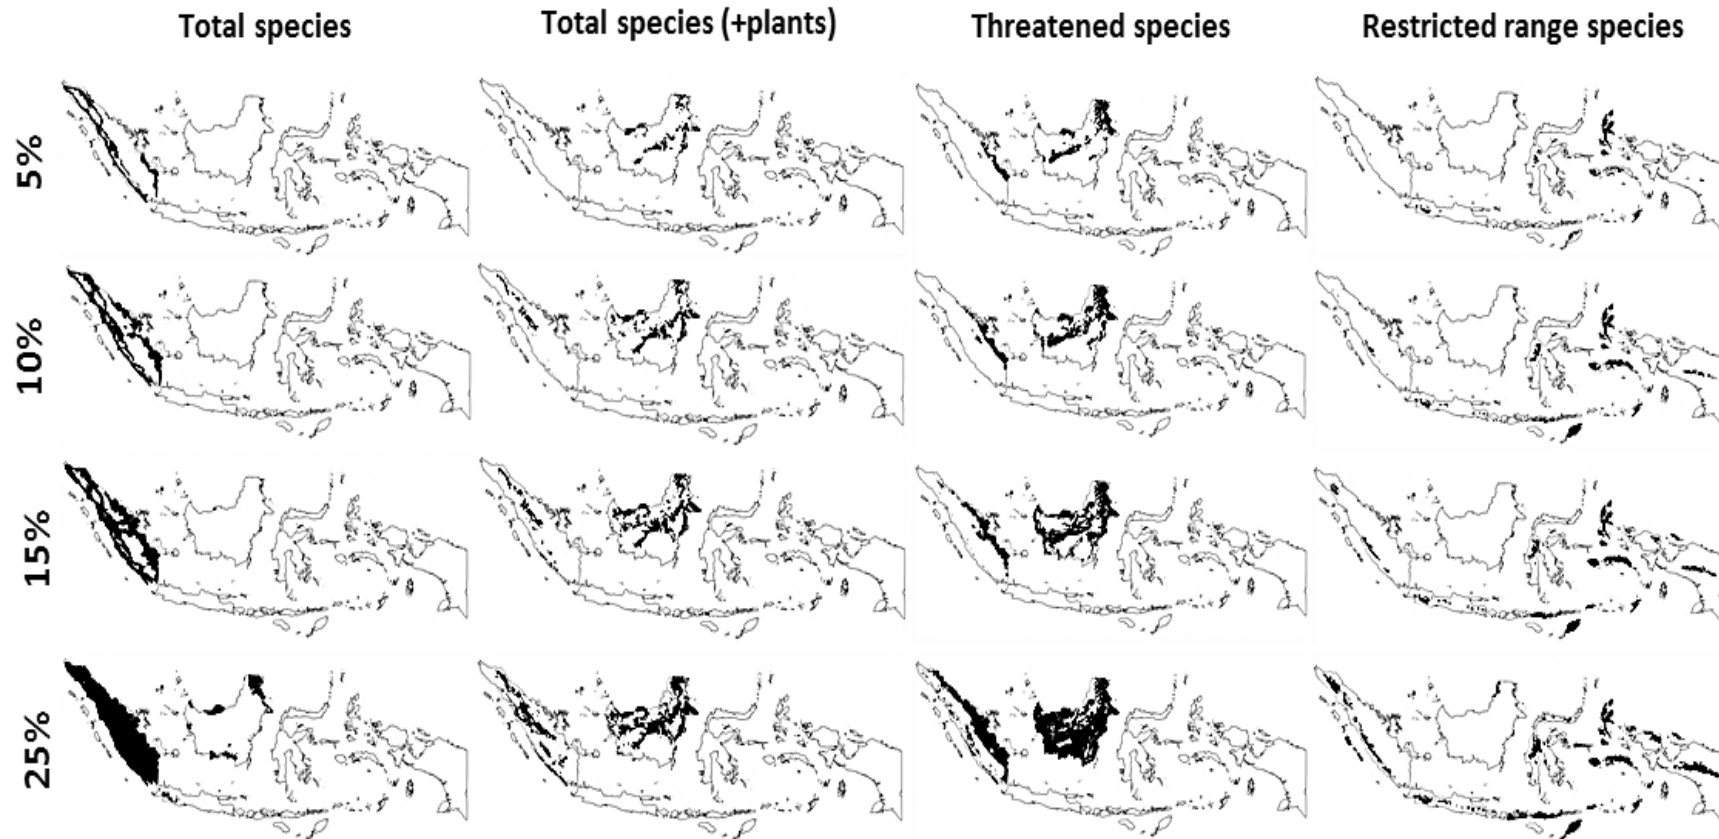 Total species
Total species (+plants)
Threatened species
Restricted range species
5%
10%
15%
25%